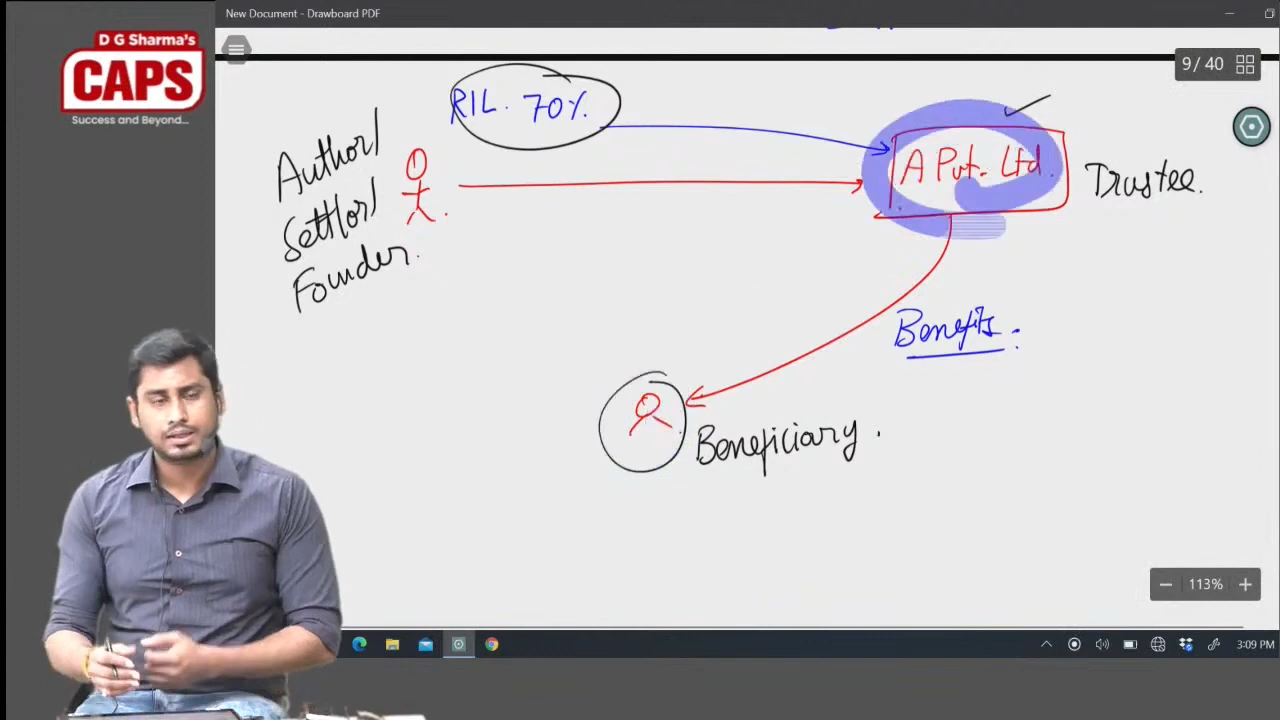 New Document - Drawboard PDF
D G Sharma's
CAPS
Success and Beyond...
9/40
RIL. 70%
Author/
Settlor/
Founder.
A Pvt. Ltd.
Trustee.
Benefits:
Beneficiary.
113%
3:09 PM